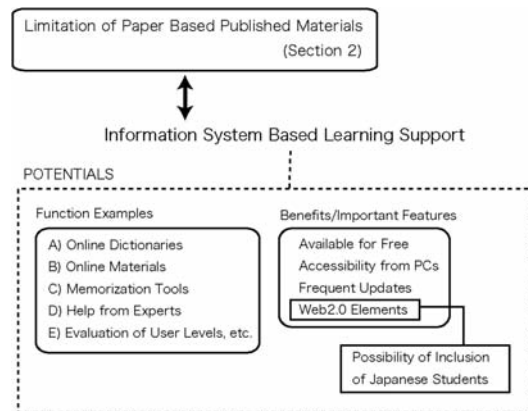 Limitation of Paper Based Published Materials
(Section 2)
Information System Based Learning Support
POTENTIALS
Function Examples
A) Online Dictionaries
B) Online Materials
C) Memorization Tools
D) Help from Experts
E) Evaluation of User Levels, etc.
Benefits/Important Features
Available for Free
Accessibility from PCs
Frequent Updates
Web2.0 Elements
Possibility of Inclusion
of Japanese Students